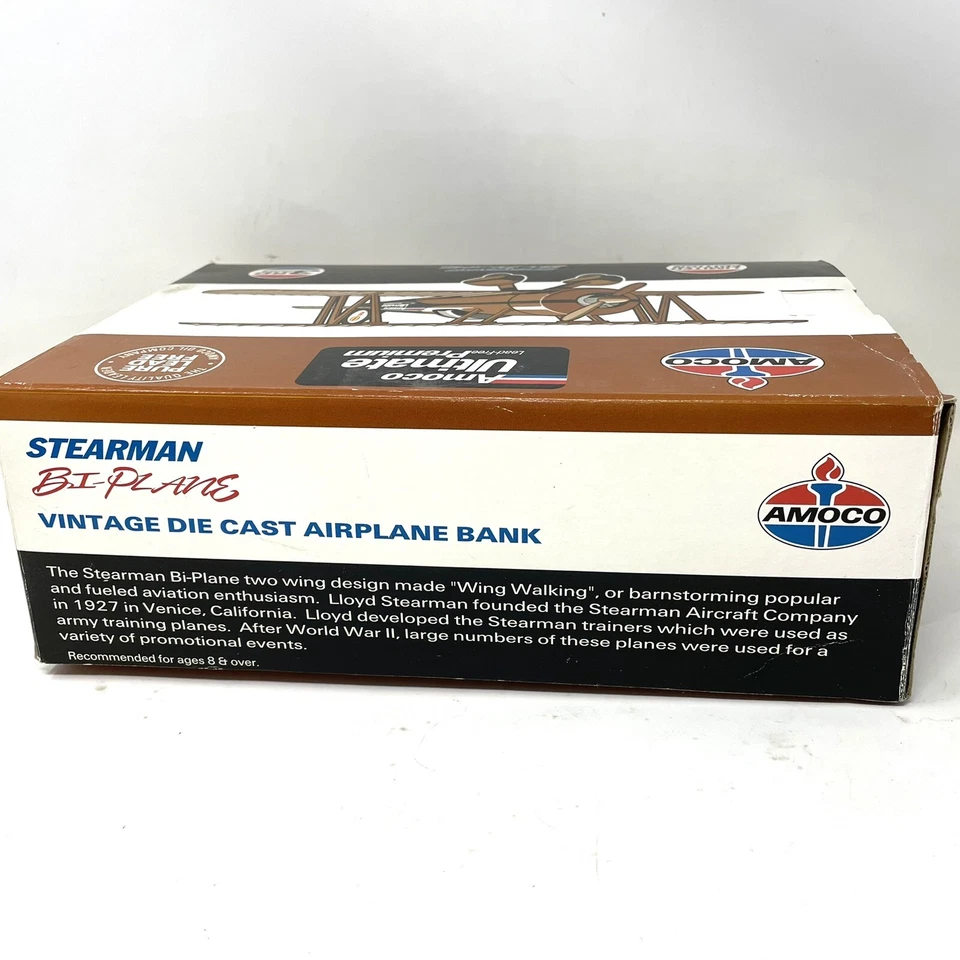 AMOCO
Amoco
Ultimate
Lead-Free Premium
PURE
LEAD
FREE
STEARMAN
BI-PLANE
VINTAGE DIE CAST AIRPLANE BANK
AMOCO
The Stearman Bi-Plane two wing design made "Wing Walking", or barnstorming popular
and fueled aviation enthusiasm. Lloyd Stearman founded the Stearman Aircraft Company
in 1927 in Venice, California. Lloyd developed the Stearman trainers which were used as
army training planes. After World War II, large numbers of these planes were used for a
variety of promotional events.
Recommended for ages 8 & over.